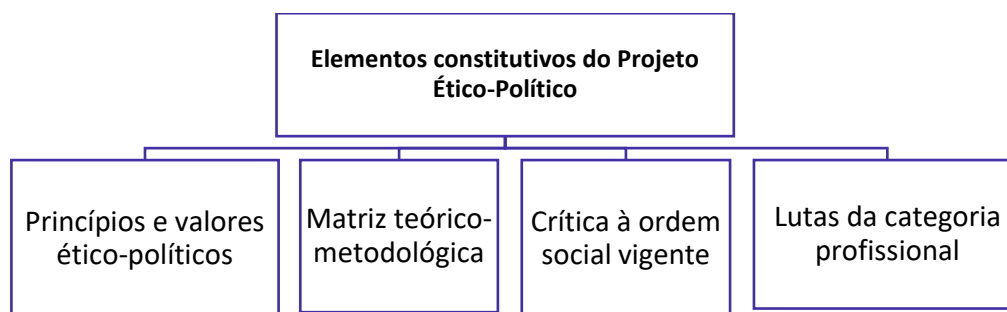 Elementos constitutivos do Projeto
Ético-Político
Princípios e valores
ético-políticos
Matriz teórico-
metodológica
Crítica à ordem
social vigente
Lutas da categoria
profissional